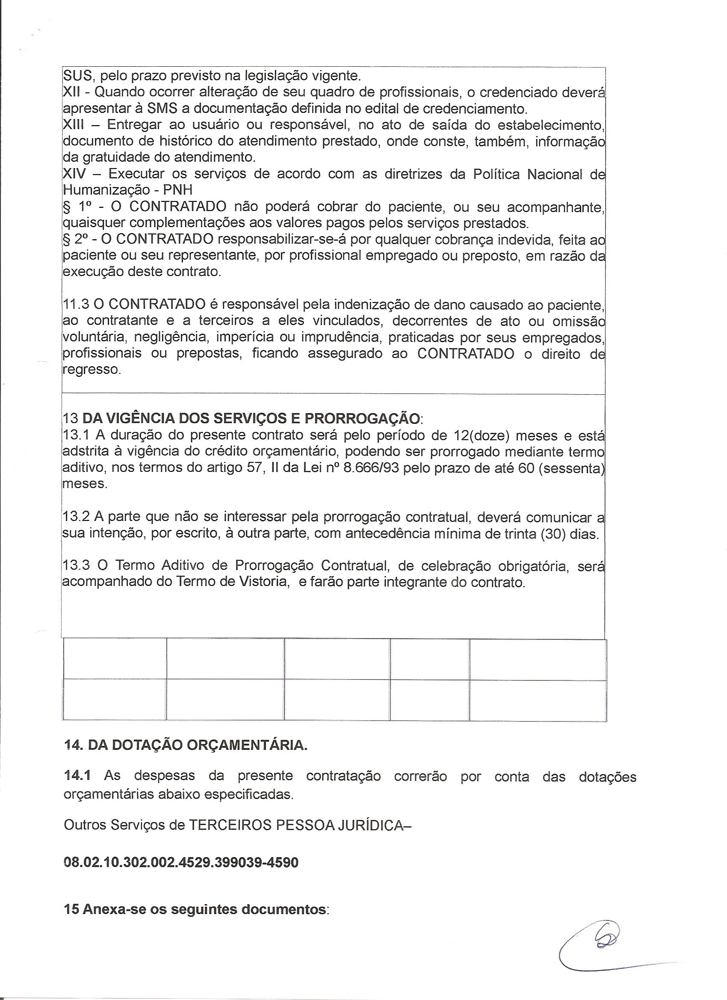 SUS, pelo prazo previsto na legislação vigente.
XII - Quando ocorrer alteração de seu quadro de profissionais, o credenciado deverá
apresentar à SMS a documentação definida no edital de credenciamento.
XIII – Entregar ao usuário ou responsável, no ato de saída do estabelecimento,
documento de histórico do atendimento prestado, onde conste, também, informação
da gratuidade do atendimento.
XIV – Executar os serviços de acordo com as diretrizes da Política Nacional de
Humanização - PNH
§ 1º - O CONTRATADO não poderá cobrar do paciente, ou seu acompanhante,
quaisquer complementações aos valores pagos pelos serviços prestados.
§ 2º - O CONTRATADO responsabilizar-se-á por qualquer cobrança indevida, feita ao
paciente ou seu representante, por profissional empregado ou preposto, em razão da
execução deste contrato.
11.3 O CONTRATADO é responsável pela indenização de dano causado ao paciente,
ao contratante e a terceiros a eles vinculados, decorrentes de ato ou omissão
voluntária, negligência, imperícia ou imprudência, praticadas por seus empregados,
profissionais ou prepostas, ficando assegurado ao CONTRATADO o direito de
regresso.
13 DA VIGÊNCIA DOS SERVIÇOS E PRORROGAÇÃO:
13.1 A duração do presente contrato será pelo período de 12(doze) meses e está
adstrita à vigência do crédito orçamentário, podendo ser prorrogado mediante termo
aditivo, nos termos do artigo 57, II da Lei nº 8.666/93 pelo prazo de até 60 (sessenta)
meses.
13.2 A parte que não se interessar pela prorrogação contratual, deverá comunicar a
sua intenção, por escrito, à outra parte, com antecedência mínima de trinta (30) dias.
13.3 O Termo Aditivo de Prorrogação Contratual, de celebração obrigatória, será
acompanhado do Termo de Vistoria, e farão parte integrante do contrato.
14. DA DOTAÇÃO ORÇAMENTÁRIA.
14.1 As despesas da presente contratação correrão por conta das dotações
orçamentárias abaixo especificadas.
Outros Serviços de TERCEIROS PESSOA JURÍDICA–
08.02.10.302.002.4529.399039-4590
15 Anexa-se os seguintes documentos: